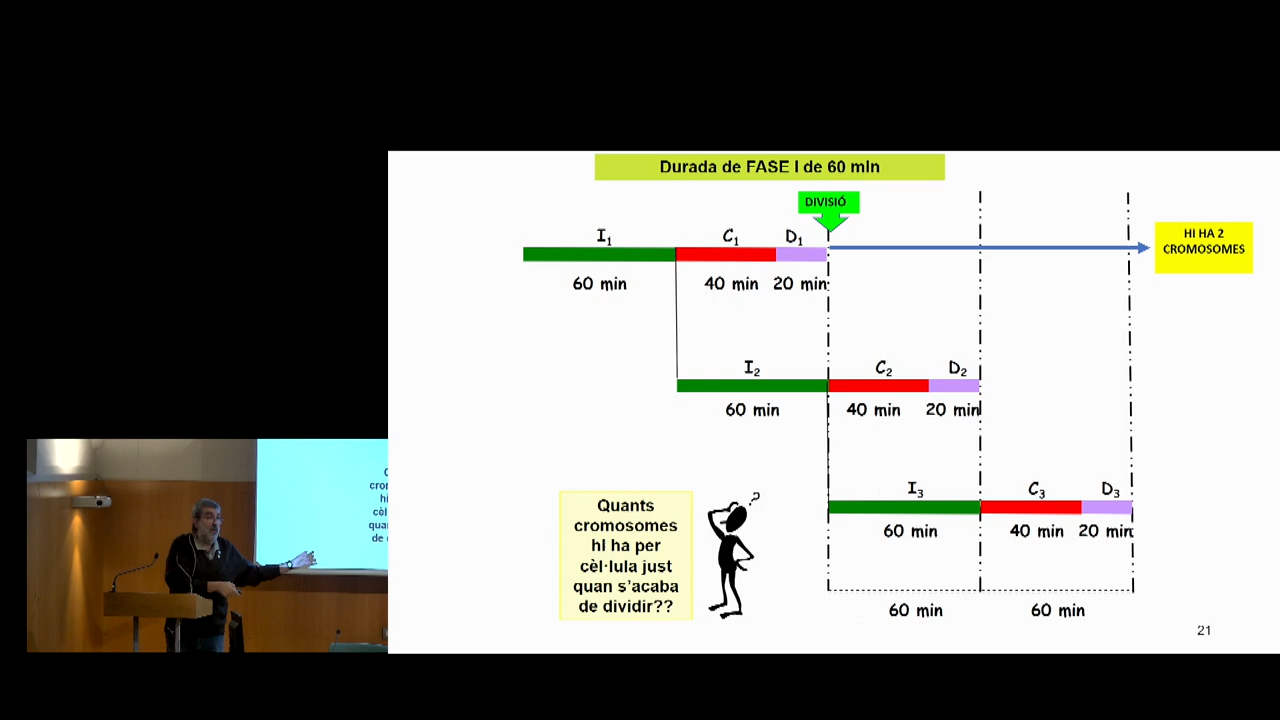 Durada de FASE I de 60 mIn
DIVISIÓ
I₁ C₁ D₁
60 min 40 min 20 min
HI HA 2
CROMOSOMES
I₂ C₂ D₂
60 min 40 min 20 min
I₃ C₃ D₃
60 min 40 min 20 min
Quants
cromosomes
hI ha per
cèl·lula just
quan s'acaba
de dividir??
?
60 min 60 min
21